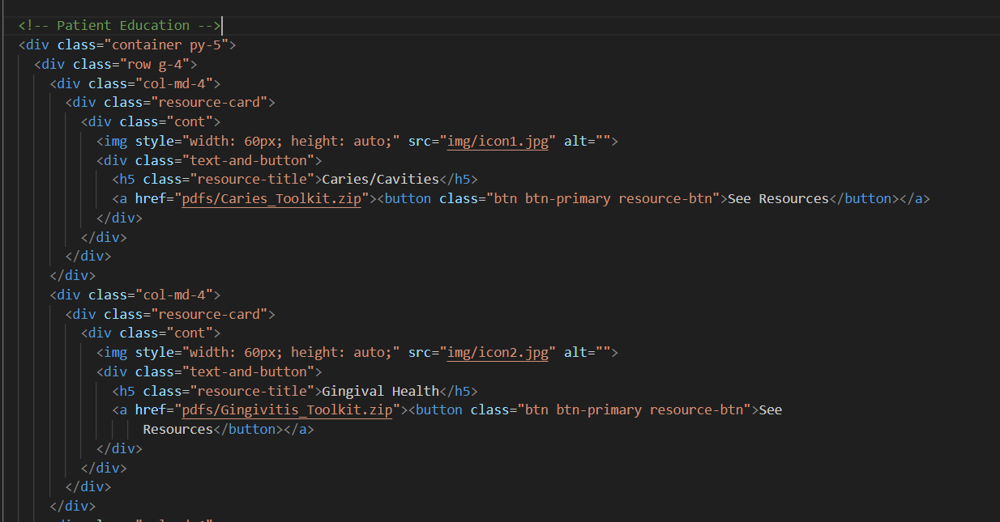 <!-- Patient Education -->
<div class="container py-5">
<div class="row g-4">
<div class="col-md-4">
<div class="resource-card">
<div class="cont">
<img style="width: 60px; height: auto;" src="img/icon1.jpg" alt="">
<div class="text-and-button">
<h5 class="resource-title">Caries/Cavities</h5>
<a href="pdfs/Caries_Toolkit.zip"><button class="btn btn-primary resource-btn">See Resources</button></a>
</div>
</div>
</div>
</div>
<div class="col-md-4">
<div class="resource-card">
<div class="cont">
<img style="width: 60px; height: auto;" src="img/icon2.jpg" alt="">
<div class="text-and-button">
<h5 class="resource-title">Gingival Health</h5>
<a href="pdfs/Gingivitis_Toolkit.zip"><button class="btn btn-primary resource-btn">See
Resources</button></a>
</div>
</div>
</div>
</div>